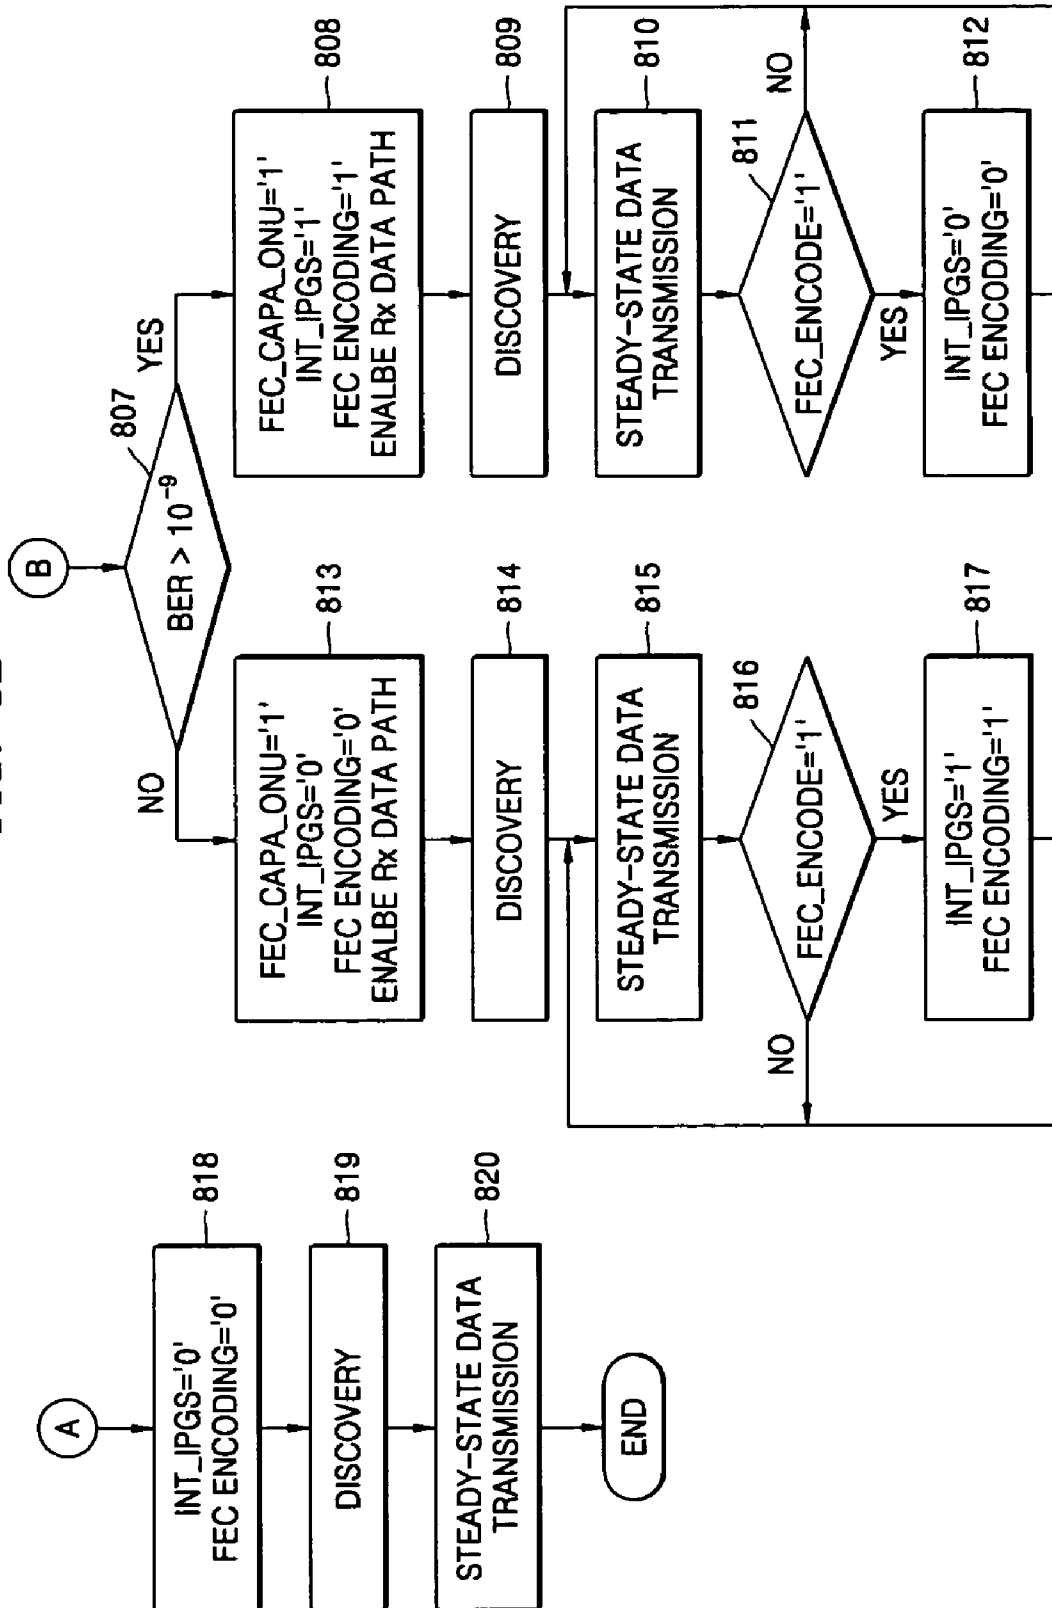 A
INT_IPGS='0'
FEC ENCODING='0'
818
DISCOVERY
819
STEADY-STATE DATA
TRANSMISSION
820
END
B
BER > 10⁻⁹
807
NO
YES
FEC_CAPA_ONU='1'
INT_IPGS='0'
FEC ENCODING='0'
ENALBE Rx DATA PATH
813
DISCOVERY
814
STEADY-STATE DATA
TRANSMISSION
815
FEC_ENCODE='1'
816
NO
YES
INT_IPGS='1'
FEC ENCODING='1'
817
FEC_CAPA_ONU='1'
INT_IPGS='1'
FEC ENCODING='1'
ENALBE Rx DATA PATH
808
DISCOVERY
809
STEADY-STATE DATA
TRANSMISSION
810
FEC_ENCODE='1'
811
NO
YES
INT_IPGS='0'
FEC ENCODING='0'
812